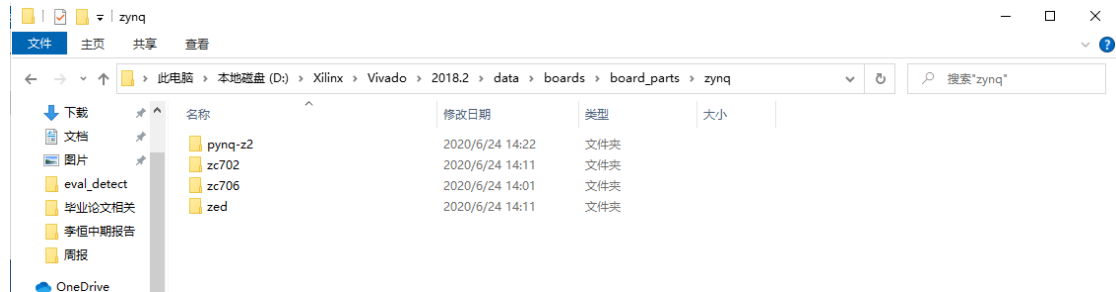 zynq
文件 主页 共享 查看
此电脑 › 本地磁盘 (D:) › Xilinx › Vivado › 2018.2 › data › boards › board_parts › zynq
搜索"zynq"
下载
文档
图片
eval_detect
毕业论文相关
李恒中期报告
周报
OneDrive
名称 修改日期 类型 大小
pynq-z2 2020/6/24 14:22 文件夹
zc702 2020/6/24 14:11 文件夹
zc706 2020/6/24 14:01 文件夹
zed 2020/6/24 14:11 文件夹